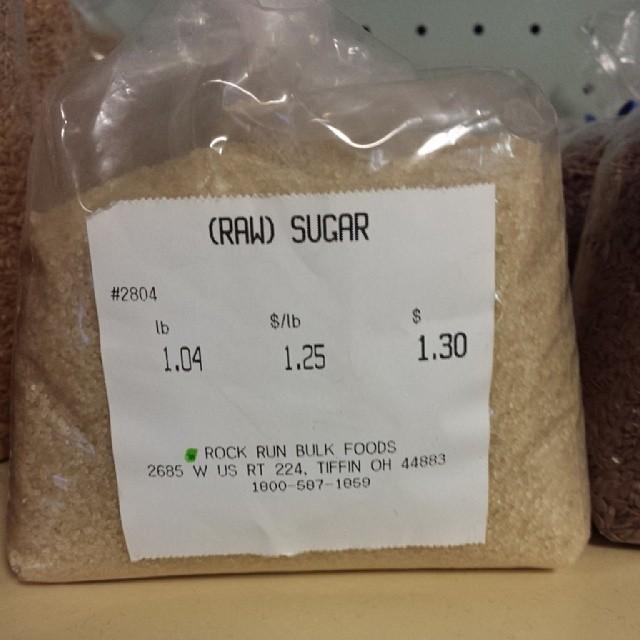 (RAW) SUGAR
#2804
lb $/lb $
1.04 1.25 1.30
ROCK RUN BULK FOODS
2685 W US RT 224, TIFFIN OH 44883
1800-587-1859